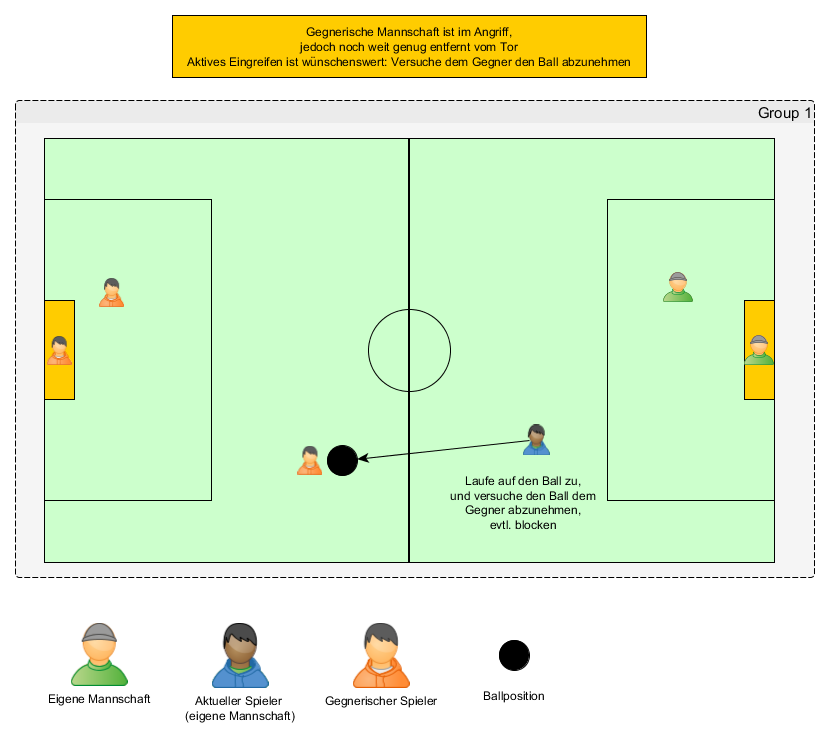 Gegnerische Mannschaft ist im Angriff,
jedoch noch weit genug entfernt vom Tor
Aktives Eingreifen ist wünschenswert: Versuche dem Gegner den Ball abzunehmen
Group 1
Laufe auf den Ball zu,
und versuche den Ball dem
Gegner abzunehmen,
evtl. blocken
Eigene Mannschaft
Aktueller Spieler
(eigene Mannschaft)
Gegnerischer Spieler
Ballposition